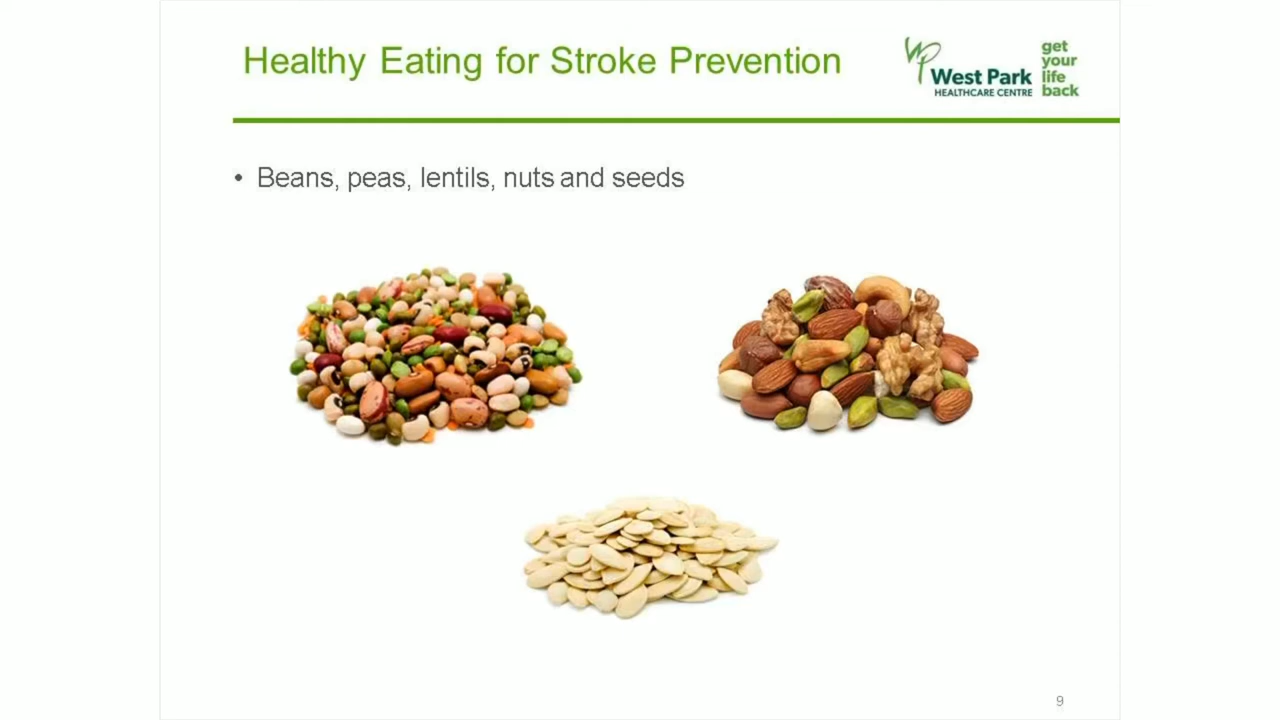 Healthy Eating for Stroke Prevention
West Park
HEALTHCARE CENTRE
get
your
life
back
• Beans, peas, lentils, nuts and seeds
9